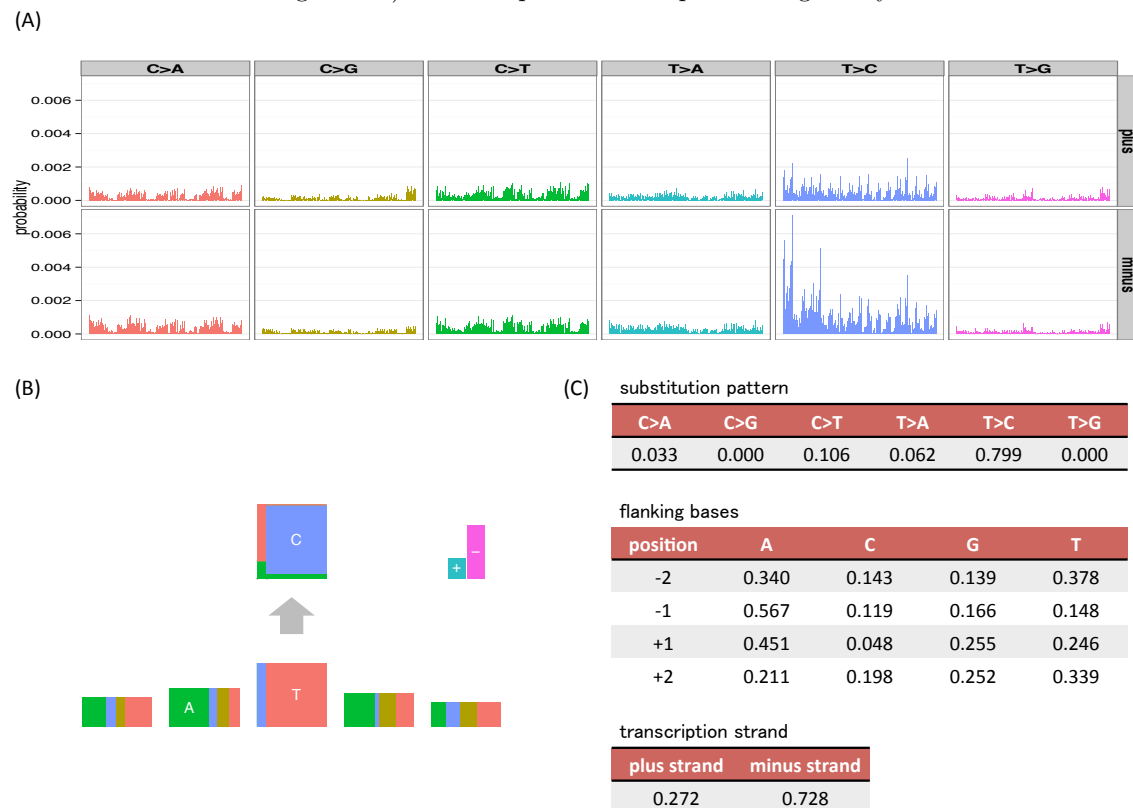 (A)
C>A C>G C>T T>A T>C T>G
probability
0.006
0.004
0.002
0.000
plus
0.006
0.004
0.002
0.000
minus
(B)
C
+
−
A
T
(C)
substitution pattern
C>A C>G C>T T>A T>C T>G
0.033 0.000 0.106 0.062 0.799 0.000
flanking bases
position A C G T
-2 0.340 0.143 0.139 0.378
-1 0.567 0.119 0.166 0.148
+1 0.451 0.048 0.255 0.246
+2 0.211 0.198 0.252 0.339
transcription strand
plus strand minus strand
0.272 0.728